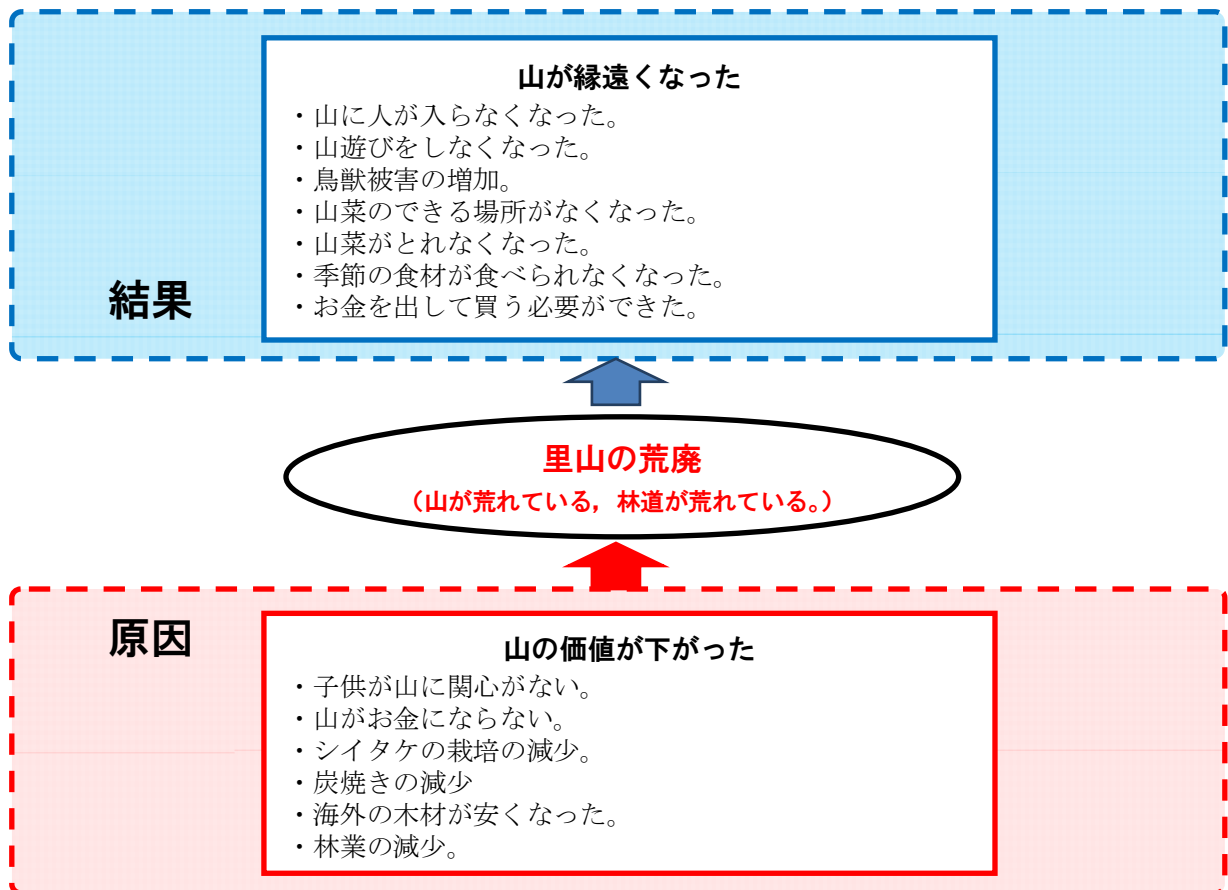 山が縁遠くなった
・山に人が入らなくなった。
・山遊びをしなくなった。
・鳥獣被害の増加。
・山菜のできる場所がなくなった。
・山菜がとれなくなった。
・季節の食材が食べられなくなった。
・お金を出して買う必要ができた。
結果
里山の荒廃
(山が荒れている,林道が荒れている。)
原因
山の価値が下がった
・子供が山に関心がない。
・山がお金にならない。
・シイタケの栽培の減少。
・炭焼きの減少
・海外の木材が安くなった。
・林業の減少。